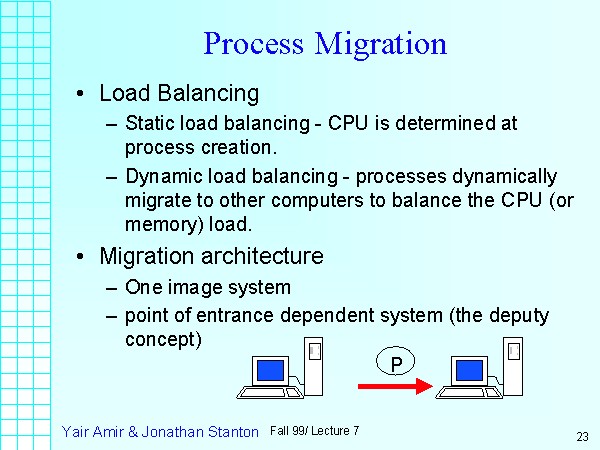 Process Migration
• Load Balancing
– Static load balancing - CPU is determined at
process creation.
– Dynamic load balancing - processes dynamically
migrate to other computers to balance the CPU (or
memory) load.
• Migration architecture
– One image system
– point of entrance dependent system (the deputy
concept)
P
Yair Amir & Jonathan Stanton Fall 99/ Lecture 7
23